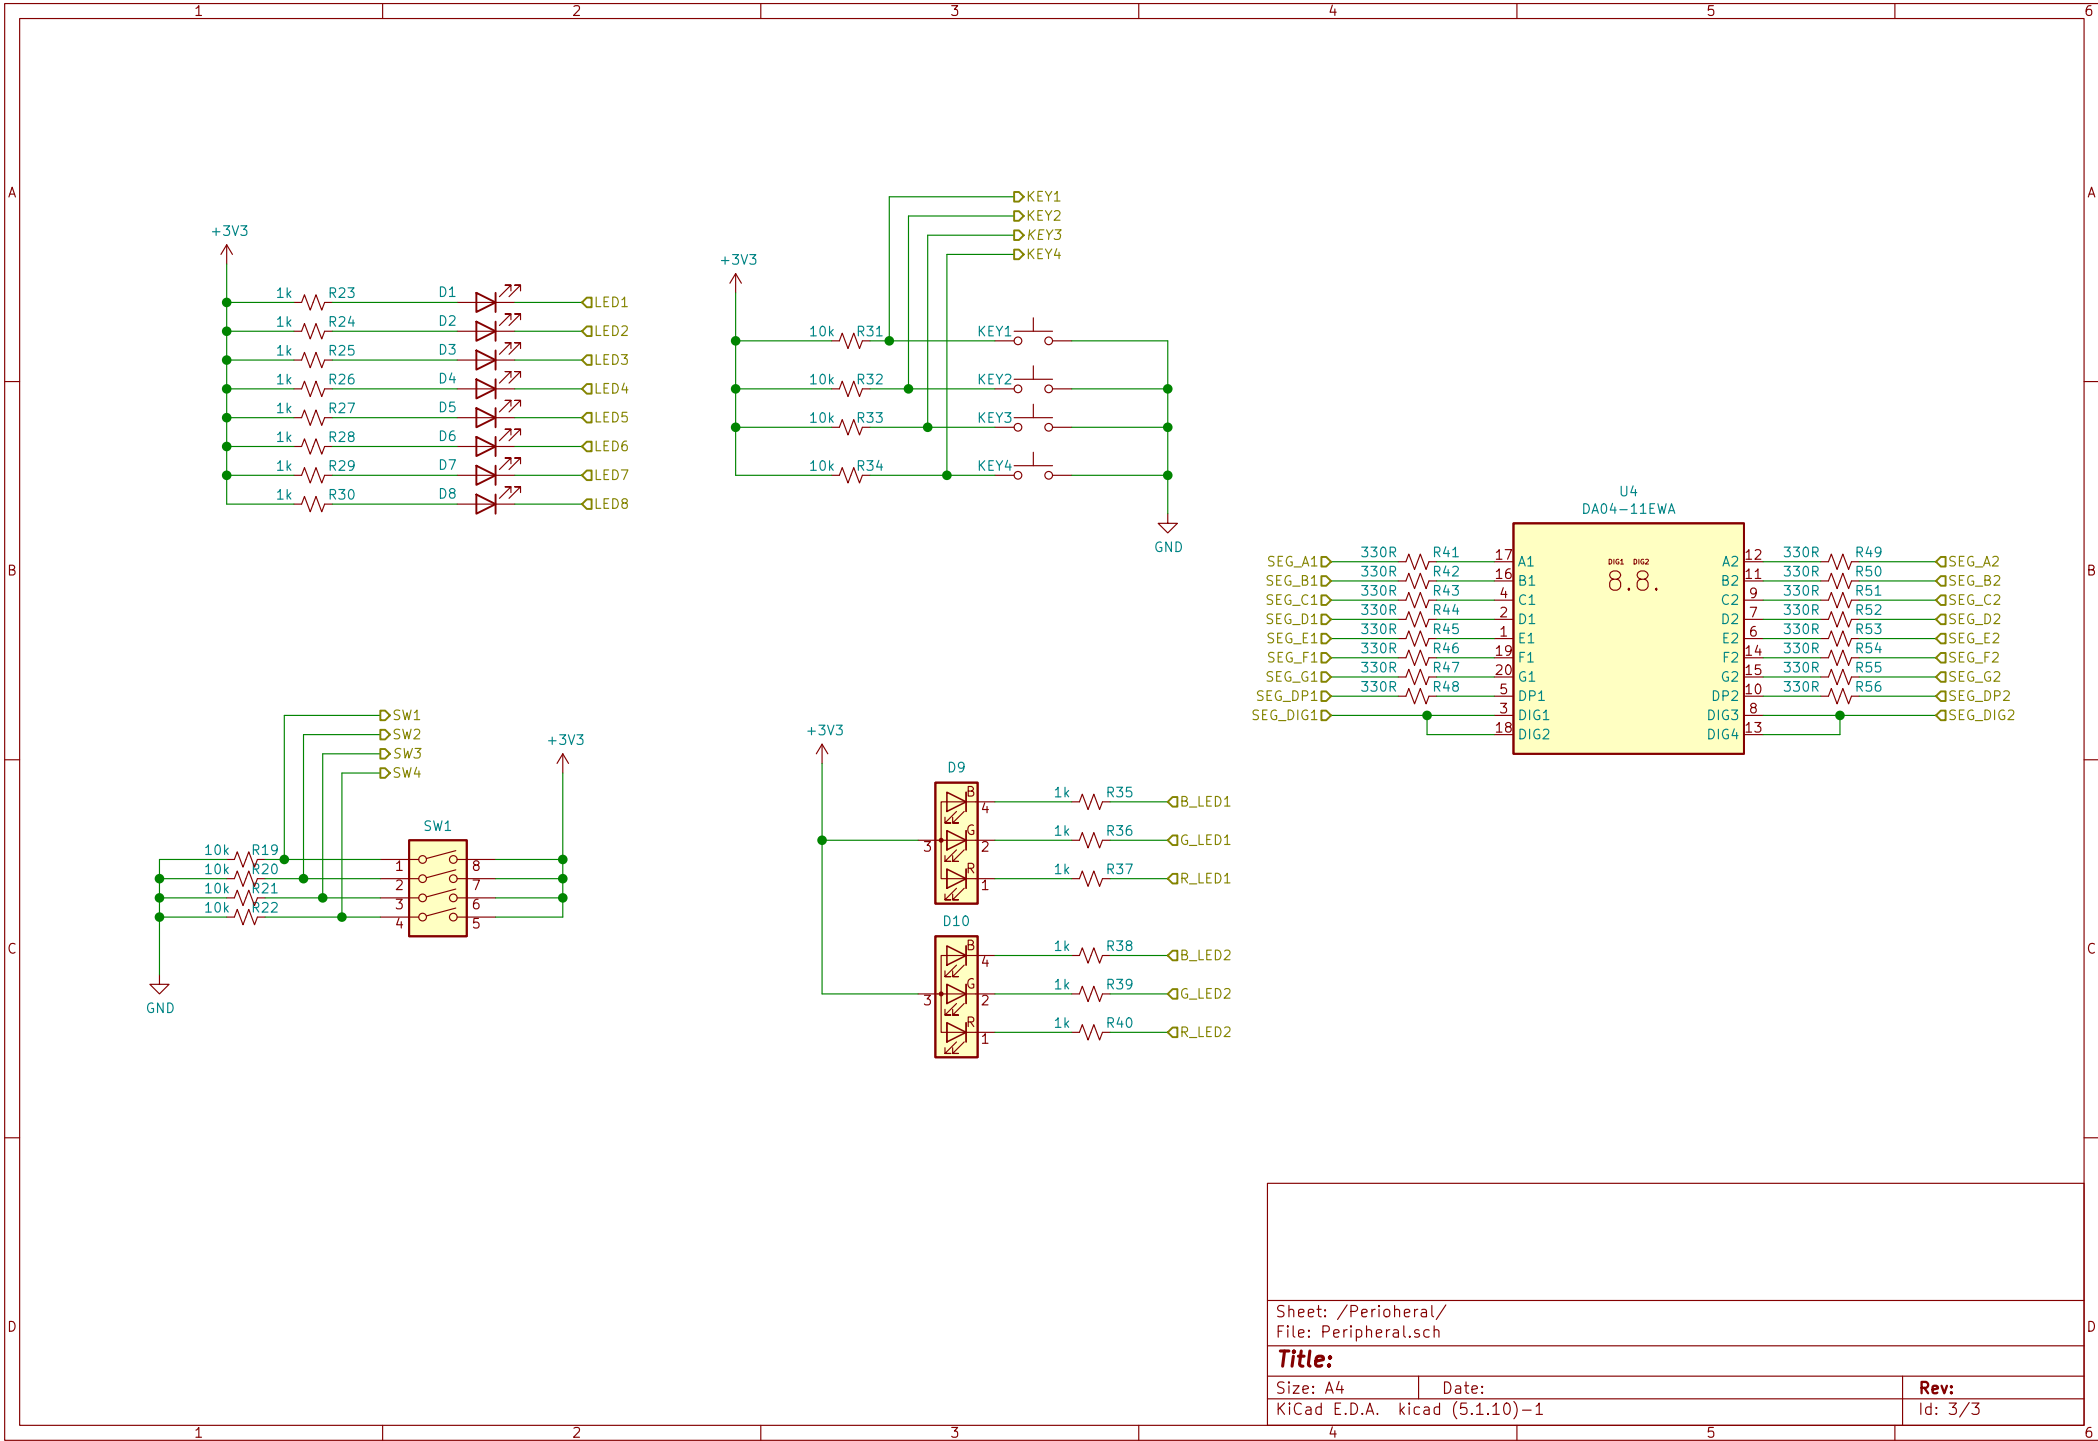 1 2 3 4 5 6
A A
KEY1
KEY2
KEY3
KEY4
+3V3
+3V3
1k R23 D1 LED1
1k R24 D2 LED2
1k R25 D3 LED3
1k R26 D4 LED4
1k R27 D5 LED5
1k R28 D6 LED6
1k R29 D7 LED7
1k R30 D8 LED8
10k R31 KEY1
10k R32 KEY2
10k R33 KEY3
10k R34 KEY4
GND
B B
U4
DA04-11EWA
DIG1 DIG2
8.8.
SEG_A1 330R R41 17 A1 A2 12 330R R49 SEG_A2
SEG_B1 330R R42 16 B1 B2 11 330R R50 SEG_B2
SEG_C1 330R R43 4 C1 C2 9 330R R51 SEG_C2
SEG_D1 330R R44 2 D1 D2 7 330R R52 SEG_D2
SEG_E1 330R R45 1 E1 E2 6 330R R53 SEG_E2
SEG_F1 330R R46 19 F1 F2 14 330R R54 SEG_F2
SEG_G1 330R R47 20 G1 G2 15 330R R55 SEG_G2
SEG_DP1 330R R48 5 DP1 DP2 10 330R R56 SEG_DP2
SEG_DIG1 3 DIG1 DIG3 8 SEG_DIG2
18 DIG2 DIG4 13
SW1
SW2
SW3
SW4
+3V3
SW1
10k R19 1 8
10k R20 2 7
10k R21 3 6
10k R22 4 5
GND
+3V3
D9
B 4 1k R35 B_LED1
3 G 2 1k R36 G_LED1
R 1 1k R37 R_LED1
D10
B 4 1k R38 B_LED2
3 G 2 1k R39 G_LED2
R 1 1k R40 R_LED2
C C
D D
Sheet: /Perioheral/
File: Peripheral.sch
Title:
Size: A4 Date: Rev:
KiCad E.D.A. kicad (5.1.10)-1 Id: 3/3
1 2 3 4 5 6